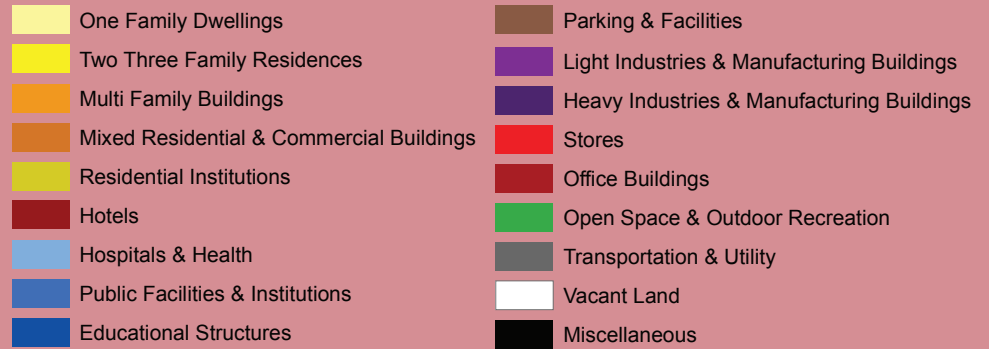 One Family Dwellings
Two Three Family Residences
Multi Family Buildings
Mixed Residential & Commercial Buildings
Residential Institutions
Hotels
Hospitals & Health
Public Facilities & Institutions
Educational Structures
Parking & Facilities
Light Industries & Manufacturing Buildings
Heavy Industries & Manufacturing Buildings
Stores
Office Buildings
Open Space & Outdoor Recreation
Transportation & Utility
Vacant Land
Miscellaneous